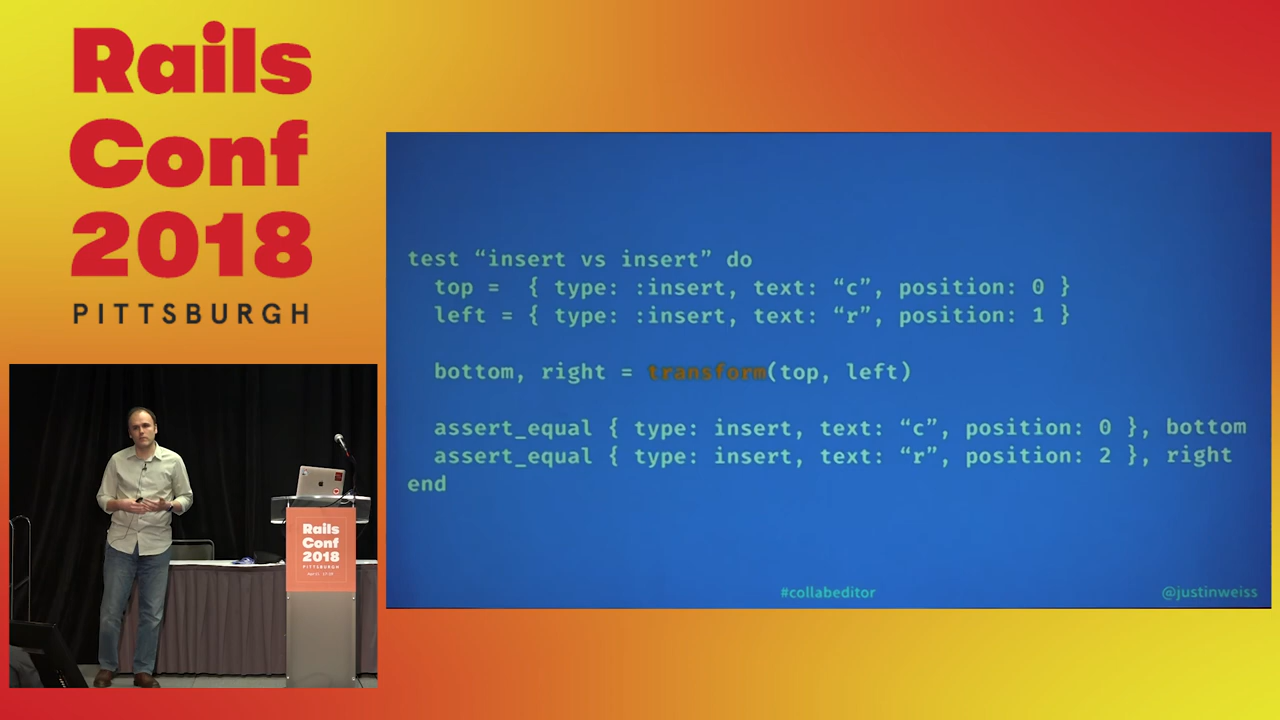 Rails
Conf
2018
PITTSBURGH
test “insert vs insert” do
top = { type: :insert, text: “c”, position: 0 }
left = { type: :insert, text: “r”, position: 1 }
bottom, right = transform(top, left)
assert_equal { type: insert, text: “c”, position: 0 }, bottom
assert_equal { type: insert, text: “r”, position: 2 }, right
end
#collabeditor
@justinweiss
Rails
Conf
2018
PITTSBURGH